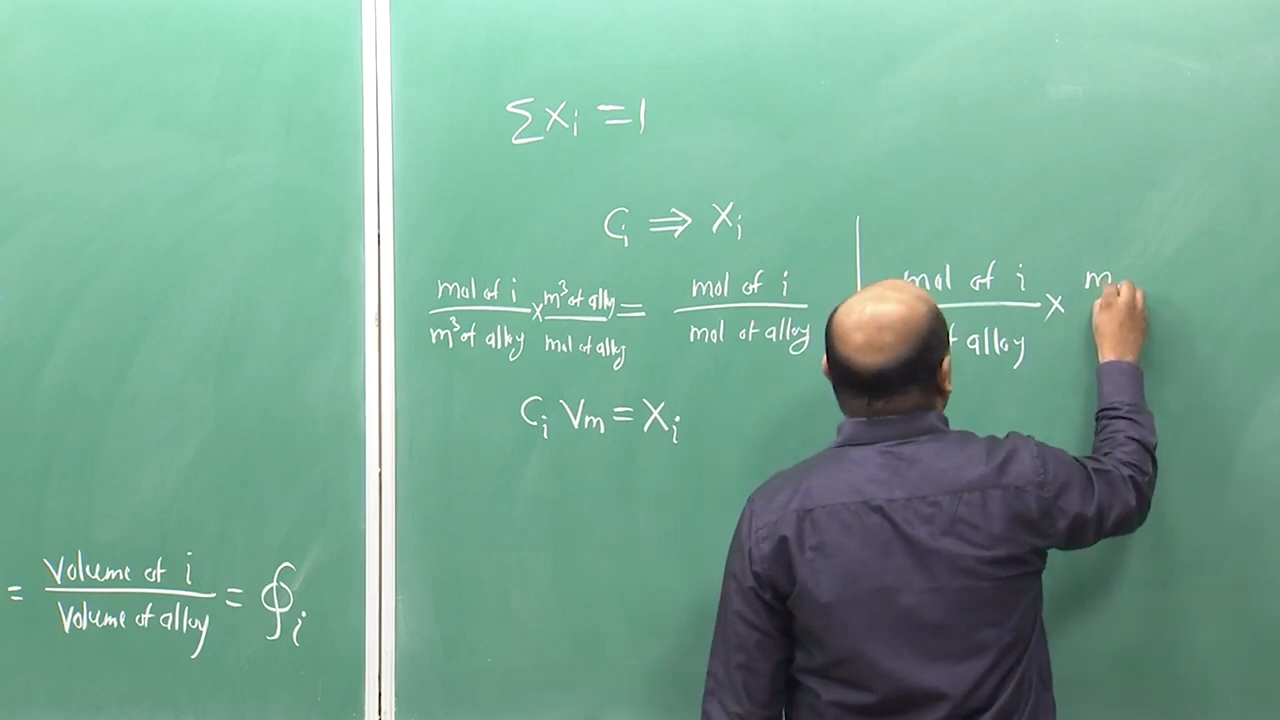 ∑ Xᵢ = 1
Cᵢ ⇒ Xᵢ
mol of i / m³ of alloy × m³ of alloy / mol of alloy = mol of i / mol of alloy | mol of i / alloy × m
Cᵢ Vm = Xᵢ
= Volume of i / Volume of alloy = ϕᵢ